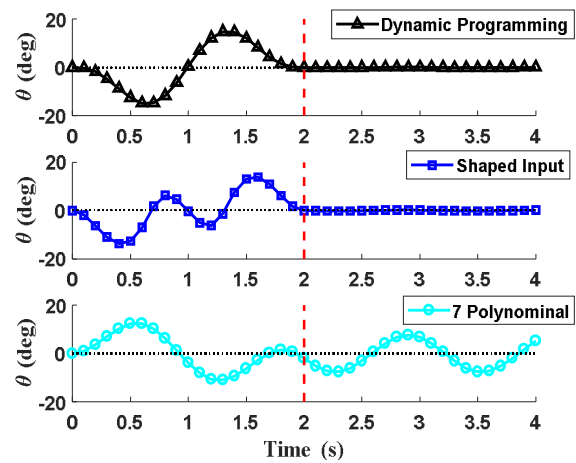 Dynamic Programming
θ (deg)
20
0
-20
0 0.5 1 1.5 2 2.5 3 3.5 4
Shaped Input
θ (deg)
20
0
-20
0 0.5 1 1.5 2 2.5 3 3.5 4
7 Polynominal
θ (deg)
20
0
-20
0 0.5 1 1.5 2 2.5 3 3.5 4
Time (s)